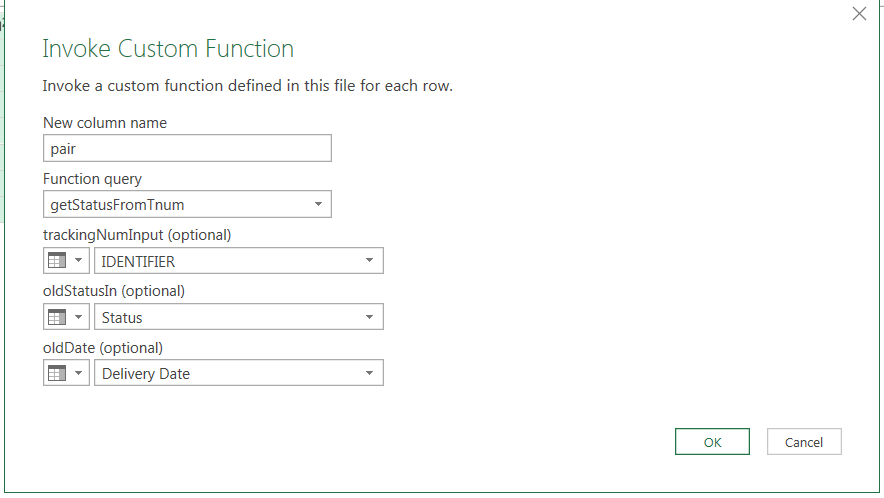 Invoke Custom Function
Invoke a custom function defined in this file for each row.
New column name
pair
Function query
getStatusFromTnum
trackingNumInput (optional)
IDENTIFIER
oldStatusIn (optional)
Status
oldDate (optional)
Delivery Date
OK Cancel